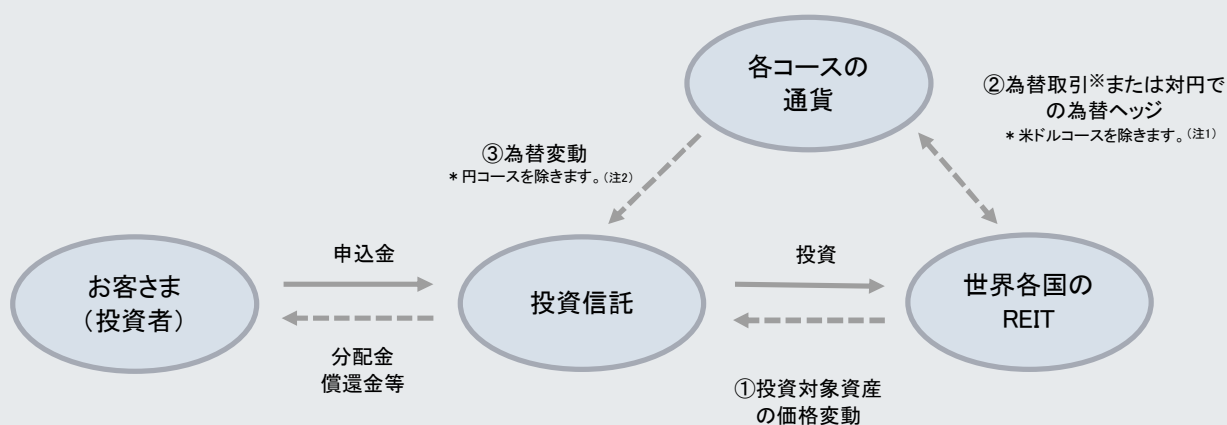 各コースの
通貨
②為替取引※または対円で
の為替ヘッジ
*米ドルコースを除きます。(注1)
③為替変動
*円コースを除きます。(注2)
お客さま
(投資者)
申込金
分配金
償還金等
投資信託
投資
①投資対象資産
の価格変動
世界各国の
REIT